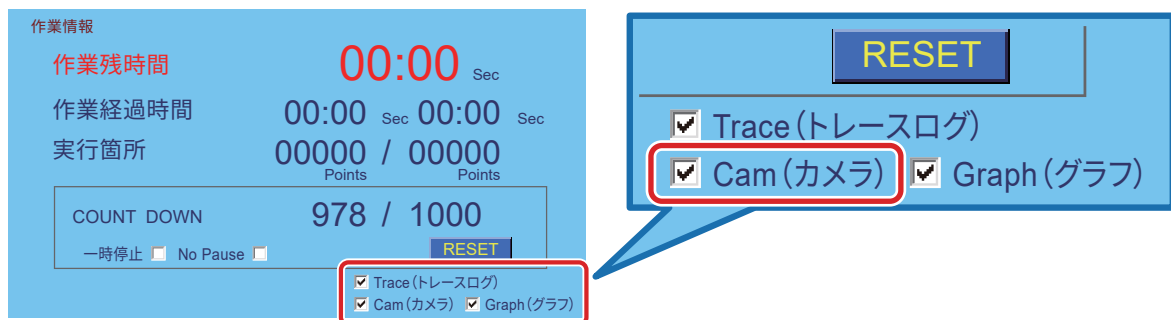 作業情報
作業残時間 00:00 Sec
作業経過時間 00:00 Sec 00:00 Sec
実行箇所 00000 / 00000
Points Points
COUNT DOWN 978 / 1000
一時停止 No Pause RESET
Trace(トレースログ)
Cam(カメラ) Graph(グラフ)
RESET
Trace(トレースログ)
Cam(カメラ) Graph(グラフ)